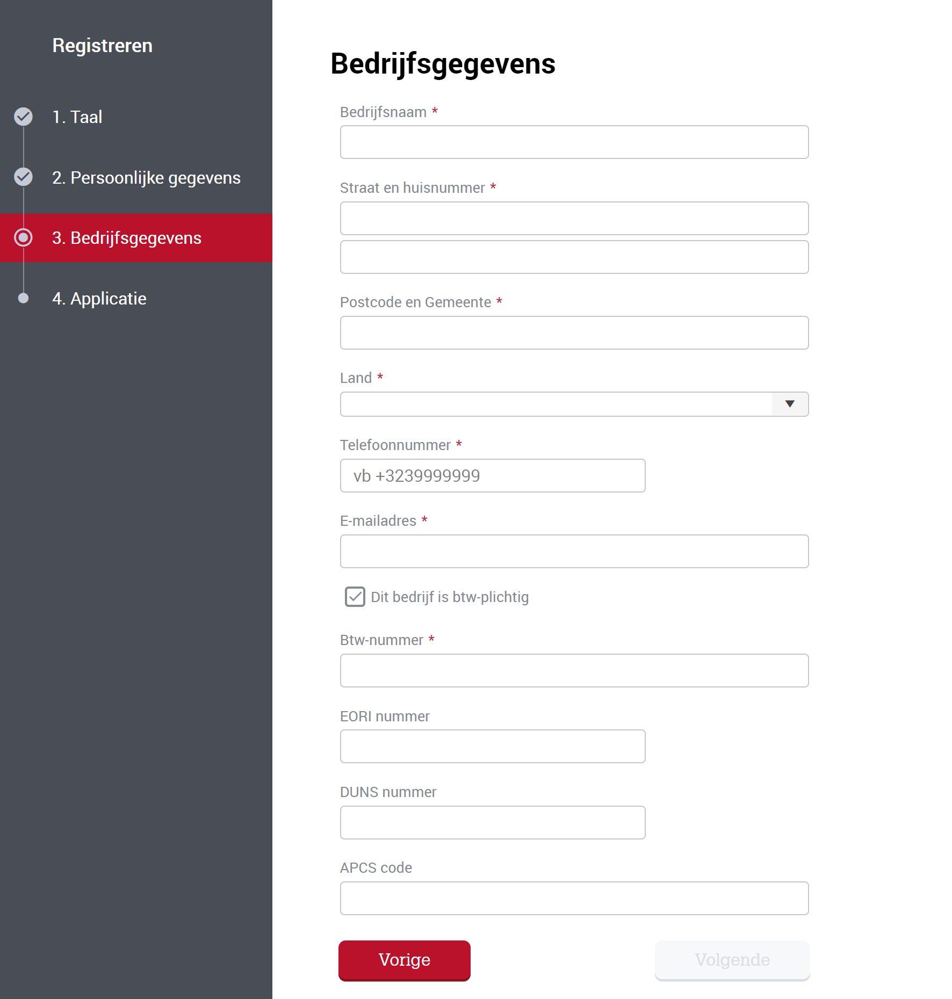 Registreren
1. Taal
2. Persoonlijke gegevens
3. Bedrijfsgegevens
4. Applicatie
Bedrijfsgegevens
Bedrijfsnaam *
Straat en huisnummer *
Postcode en Gemeente *
Land *
Telefoonnummer *
vb +3239999999
E-mailadres *
Dit bedrijf is btw-plichtig
Btw-nummer *
EORI nummer
DUNS nummer
APCS code
Vorige
Volgende